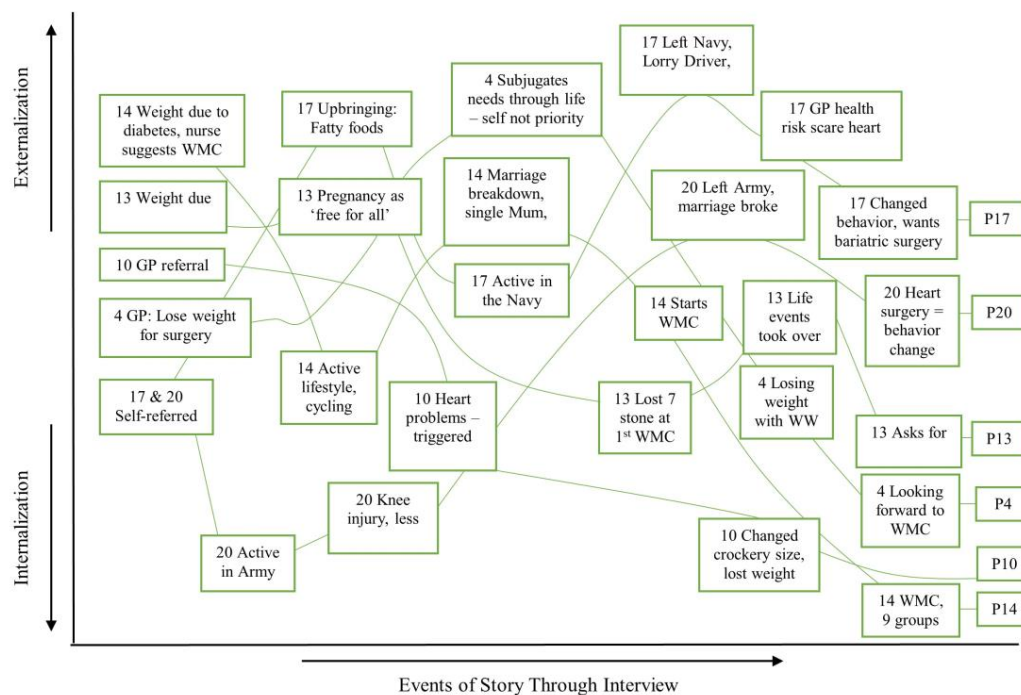 Externalization
Internalization
14 Weight due to
diabetes, nurse
suggests WMC
13 Weight due
10 GP referral
4 GP: Lose weight
for surgery
17 & 20
Self-referred
20 Active
in Army
17 Upbringing:
Fatty foods
13 Pregnancy as
‘free for all’
14 Active
lifestyle,
cycling
20 Knee
injury, less
4 Subjugates
needs through life
– self not priority
14 Marriage
breakdown,
single Mum,
17 Active in
the Navy
10 Heart
problems –
triggered
17 Left Navy,
Lorry Driver,
20 Left Army,
marriage broke
14 Starts
WMC
13 Lost 7
stone at
1st WMC
17 GP health
risk scare heart
13 Life
events
took over
4 Losing
weight
with WW
10 Changed
crockery size,
lost weight
17 Changed
behavior, wants
bariatric surgery
20 Heart
surgery =
behavior
change
13 Asks for
4 Looking
forward to
WMC
14 WMC,
9 groups
P17
P20
P13
P4
P10
P14
Events of Story Through Interview